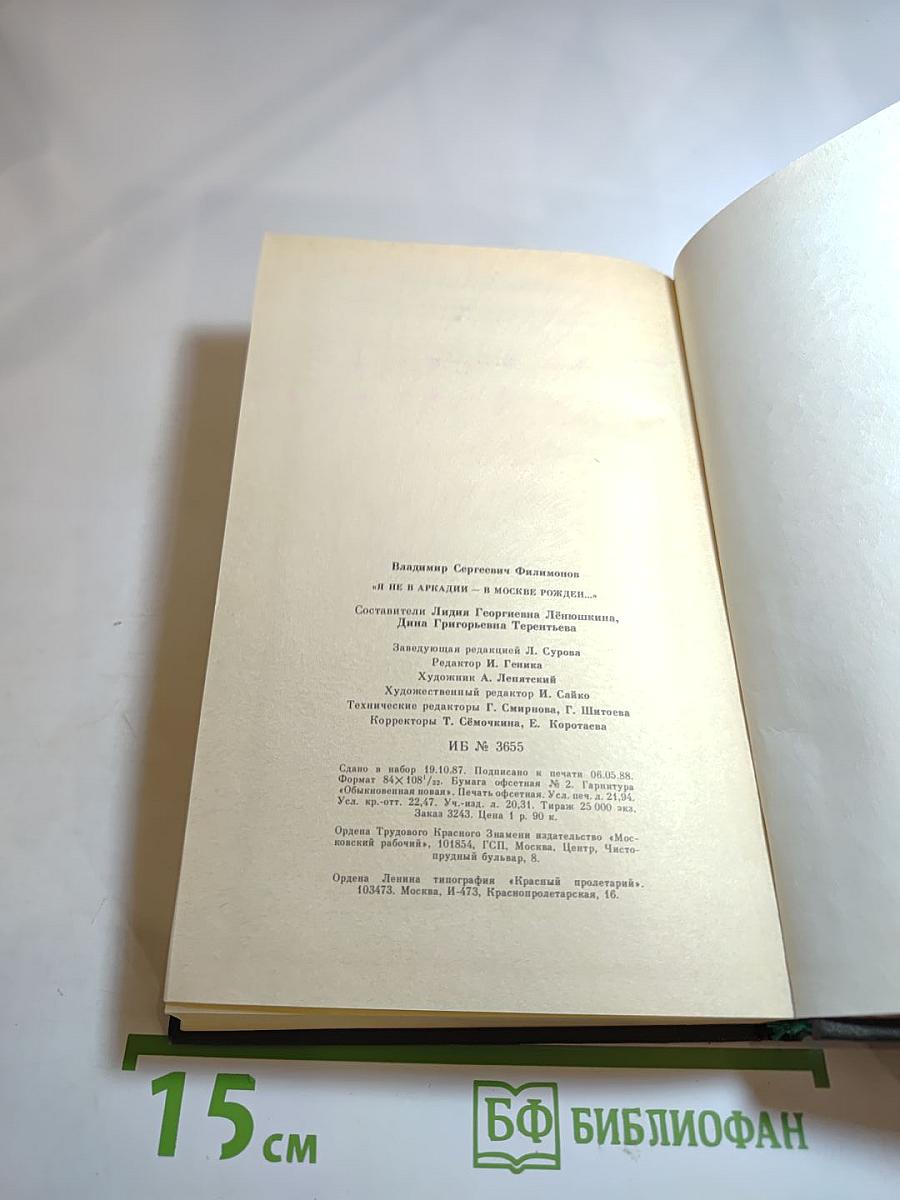 Владимир Сергеевич Филимонов
«Я НЕ В АРКАДИИ — В МОСКВЕ РОЖДЕН...»
Составители Лидия Георгиевна Лёнюшкина,
Дина Григорьевна Терентьева
Заведующая редакцией Л. Сурова
Редактор И. Геника
Художник А. Лепятский
Художественный редактор И. Сайко
Технические редакторы Г. Смирнова, Г. Шитоева
Корректоры Т. Сёмочкина, Е. Коротаева
ИБ № 3655
Сдано в набор 19.10.87. Подписано к печати 06.05.88.
Формат 84×108¹/₃₂. Бумага офсетная № 2. Гарнитура
«Обыкновенная новая». Печать офсетная. Усл. печ. л. 21,94.
Усл. кр.-отт. 22,47. Уч.-изд. л. 20,31. Тираж 25 000 экз.
Заказ 3243. Цена 1 р. 90 к.
Ордена Трудового Красного Знамени издательство «Мос-
ковский рабочий», 101854, ГСП, Москва, Центр, Чисто-
прудный бульвар, 8.
Ордена Ленина типография «Красный пролетарий».
103473. Москва, И-473, Краснопролетарская, 16.
15 см
БФ БИБЛИОФАН